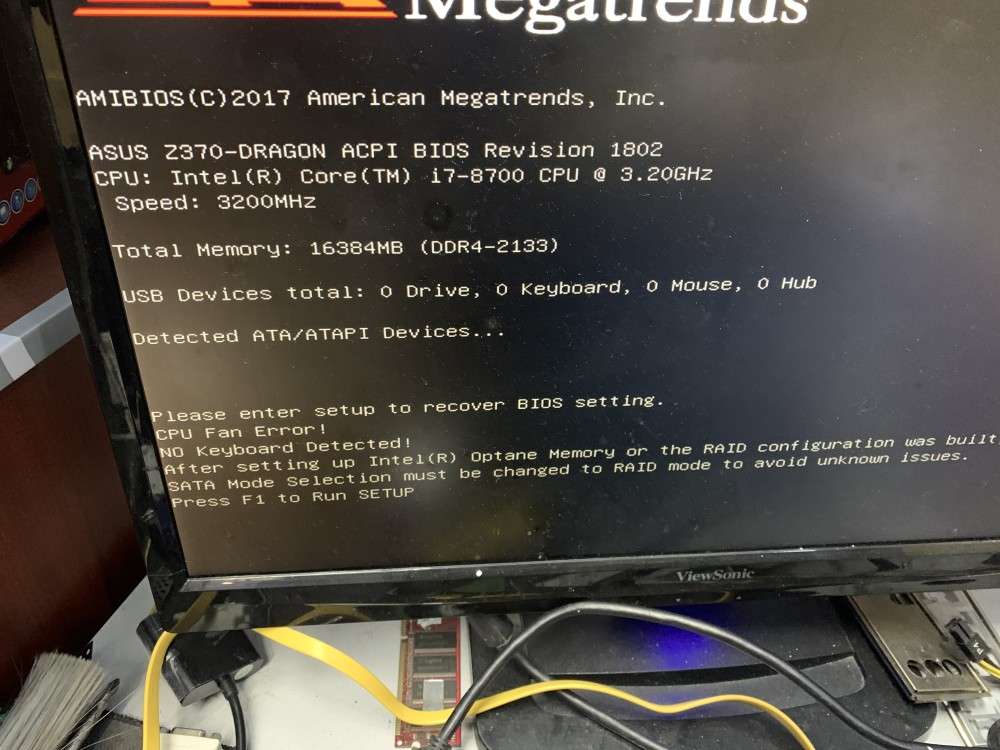 Megatrends
AMIBIOS(C)2017 American Megatrends, Inc.
ASUS Z370-DRAGON ACPI BIOS Revision 1802
CPU: Intel(R) Core(TM) i7-8700 CPU @ 3.20GHz
Speed: 3200MHz
Total Memory: 16384MB (DDR4-2133)
USB Devices total: 0 Drive, 0 Keyboard, 0 Mouse, 0 Hub
Detected ATA/ATAPI Devices...
Please enter setup to recover BIOS setting.
CPU Fan Error!
NO Keyboard Detected!
After setting up Intel(R) Optane Memory or the RAID configuration was built
SATA Mode Selection must be changed to RAID mode to avoid unknown issues.
Press F1 to Run SETUP
ViewSonic